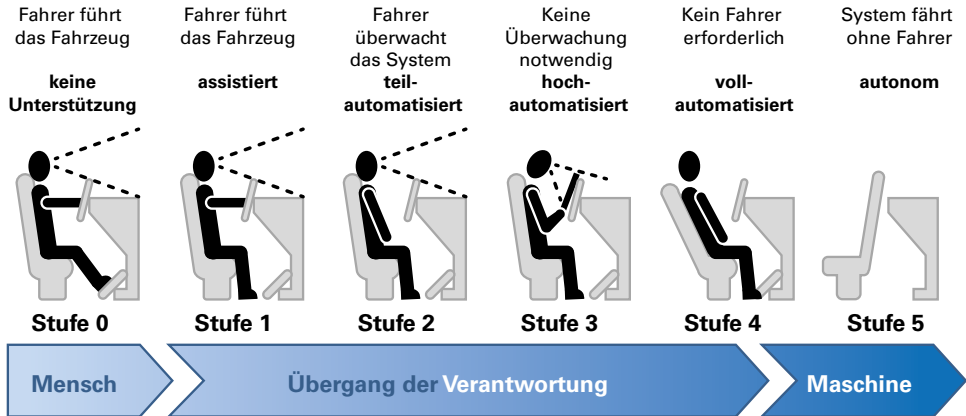 Fahrer führt
das Fahrzeug
keine
Unterstützung
Fahrer führt
das Fahrzeug
assistiert
Fahrer
überwacht
das System
teil-
automatisiert
Keine
Überwachung
notwendig
hoch-
automatisiert
Kein Fahrer
erforderlich
voll-
automatisiert
System fährt
ohne Fahrer
autonom
Stufe 0
Stufe 1
Stufe 2
Stufe 3
Stufe 4
Stufe 5
Mensch
Übergang der Verantwortung
Maschine